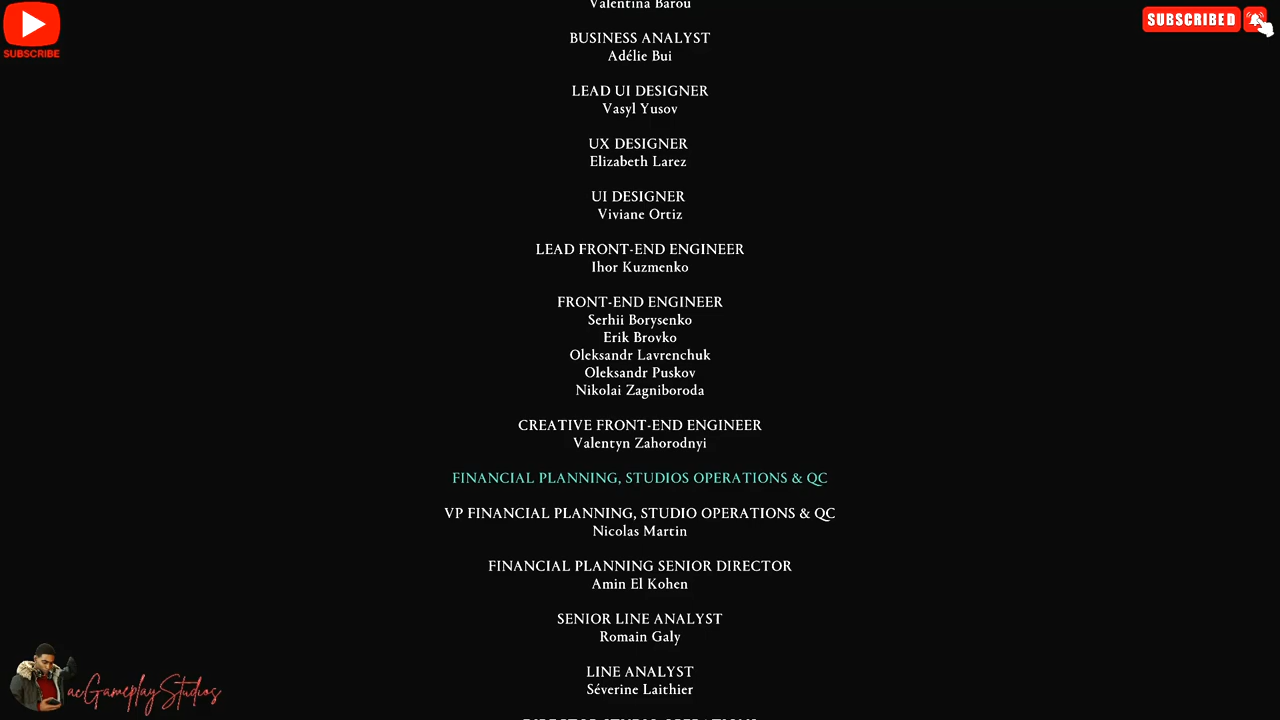 Valentina Barou
SUBSCRIBE
SUBSCRIBED
BUSINESS ANALYST
Adélie Bui
LEAD UI DESIGNER
Vasyl Yusov
UX DESIGNER
Elizabeth Larez
UI DESIGNER
Viviane Ortiz
LEAD FRONT-END ENGINEER
Ihor Kuzmenko
FRONT-END ENGINEER
Serhii Borysenko
Erik Brovko
Oleksandr Lavrenchuk
Oleksandr Puskov
Nikolai Zagniboroda
CREATIVE FRONT-END ENGINEER
Valentyn Zahorodnyi
FINANCIAL PLANNING, STUDIOS OPERATIONS & QC
VP FINANCIAL PLANNING, STUDIO OPERATIONS & QC
Nicolas Martin
FINANCIAL PLANNING SENIOR DIRECTOR
Amin El Kohen
SENIOR LINE ANALYST
Romain Galy
LINE ANALYST
Séverine Laithier
acGameplayStudios